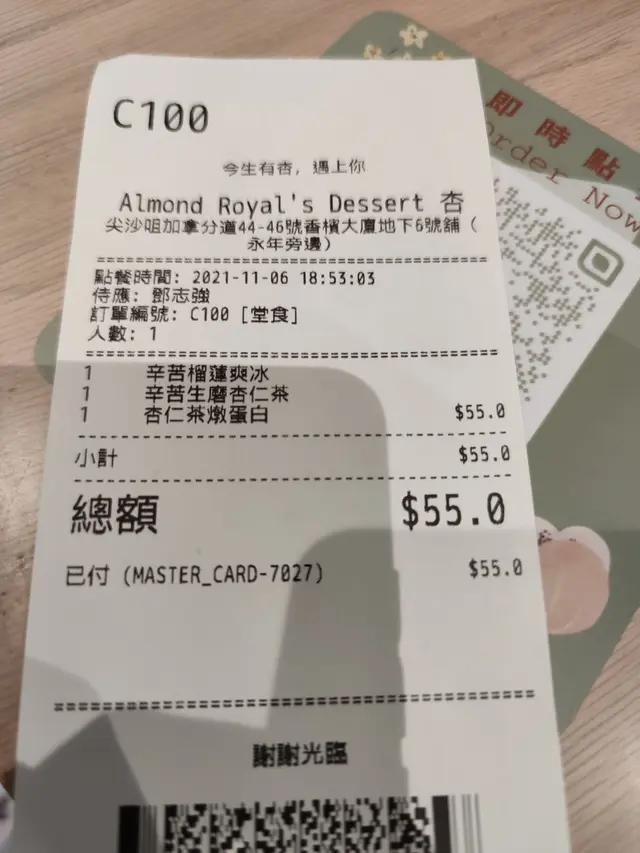 即時點
Order Now
C100
今生有杏，遇上你
Almond Royal's Dessert 杏
尖沙咀加拿分道44-46號香檳大廈地下6號舖（
永年旁邊）
點餐時間: 2021-11-06 18:53:03
侍應: 鄧志強
訂單編號: C100 [堂食]
人數: 1
1 辛苦榴蓮爽冰
1 辛苦生磨杏仁茶
1 杏仁茶燉蛋白 $55.0
小計 $55.0
總額 $55.0
已付 (MASTER_CARD-7027) $55.0
謝謝光臨